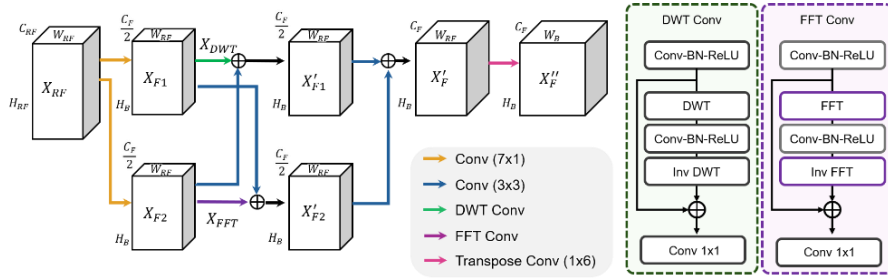 C_RF
W_RF
X_RF
H_RF
C_F/2
W_RF
X_F1
H_B
X_DWT
C_F/2
W_RF
X'_F1
H_B
C_F
W_RF
X'_F
H_B
C_F
W_B
X''_F
H_B
C_F/2
W_RF
X_F2
H_B
X_FFT
C_F/2
W_RF
X'_F2
H_B
Conv (7x1)
Conv (3x3)
DWT Conv
FFT Conv
Transpose Conv (1x6)
DWT Conv
Conv-BN-ReLU
DWT
Conv-BN-ReLU
Inv DWT
Conv 1x1
FFT Conv
Conv-BN-ReLU
FFT
Conv-BN-ReLU
Inv FFT
Conv 1x1